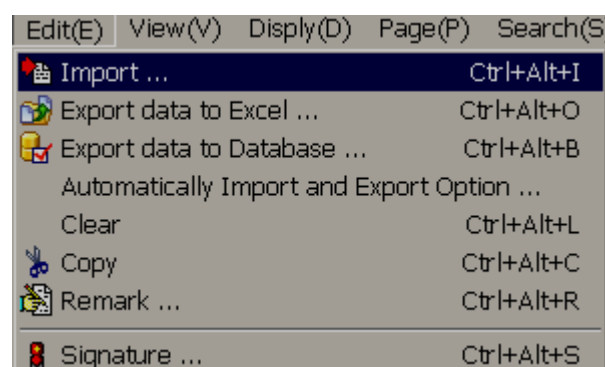 Edit(E) View(V) Disply(D) Page(P) Search(S
Import ... Ctrl+Alt+I
Export data to Excel ... Ctrl+Alt+O
Export data to Database ... Ctrl+Alt+B
Automatically Import and Export Option ...
Clear Ctrl+Alt+L
Copy Ctrl+Alt+C
Remark ... Ctrl+Alt+R
Signature ... Ctrl+Alt+S